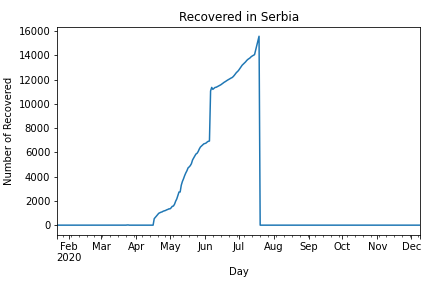 Recovered in Serbia
Number of Recovered
16000
14000
12000
10000
8000
6000
4000
2000
0
Feb Mar Apr May Jun Jul Aug Sep Oct Nov Dec
2020
Day